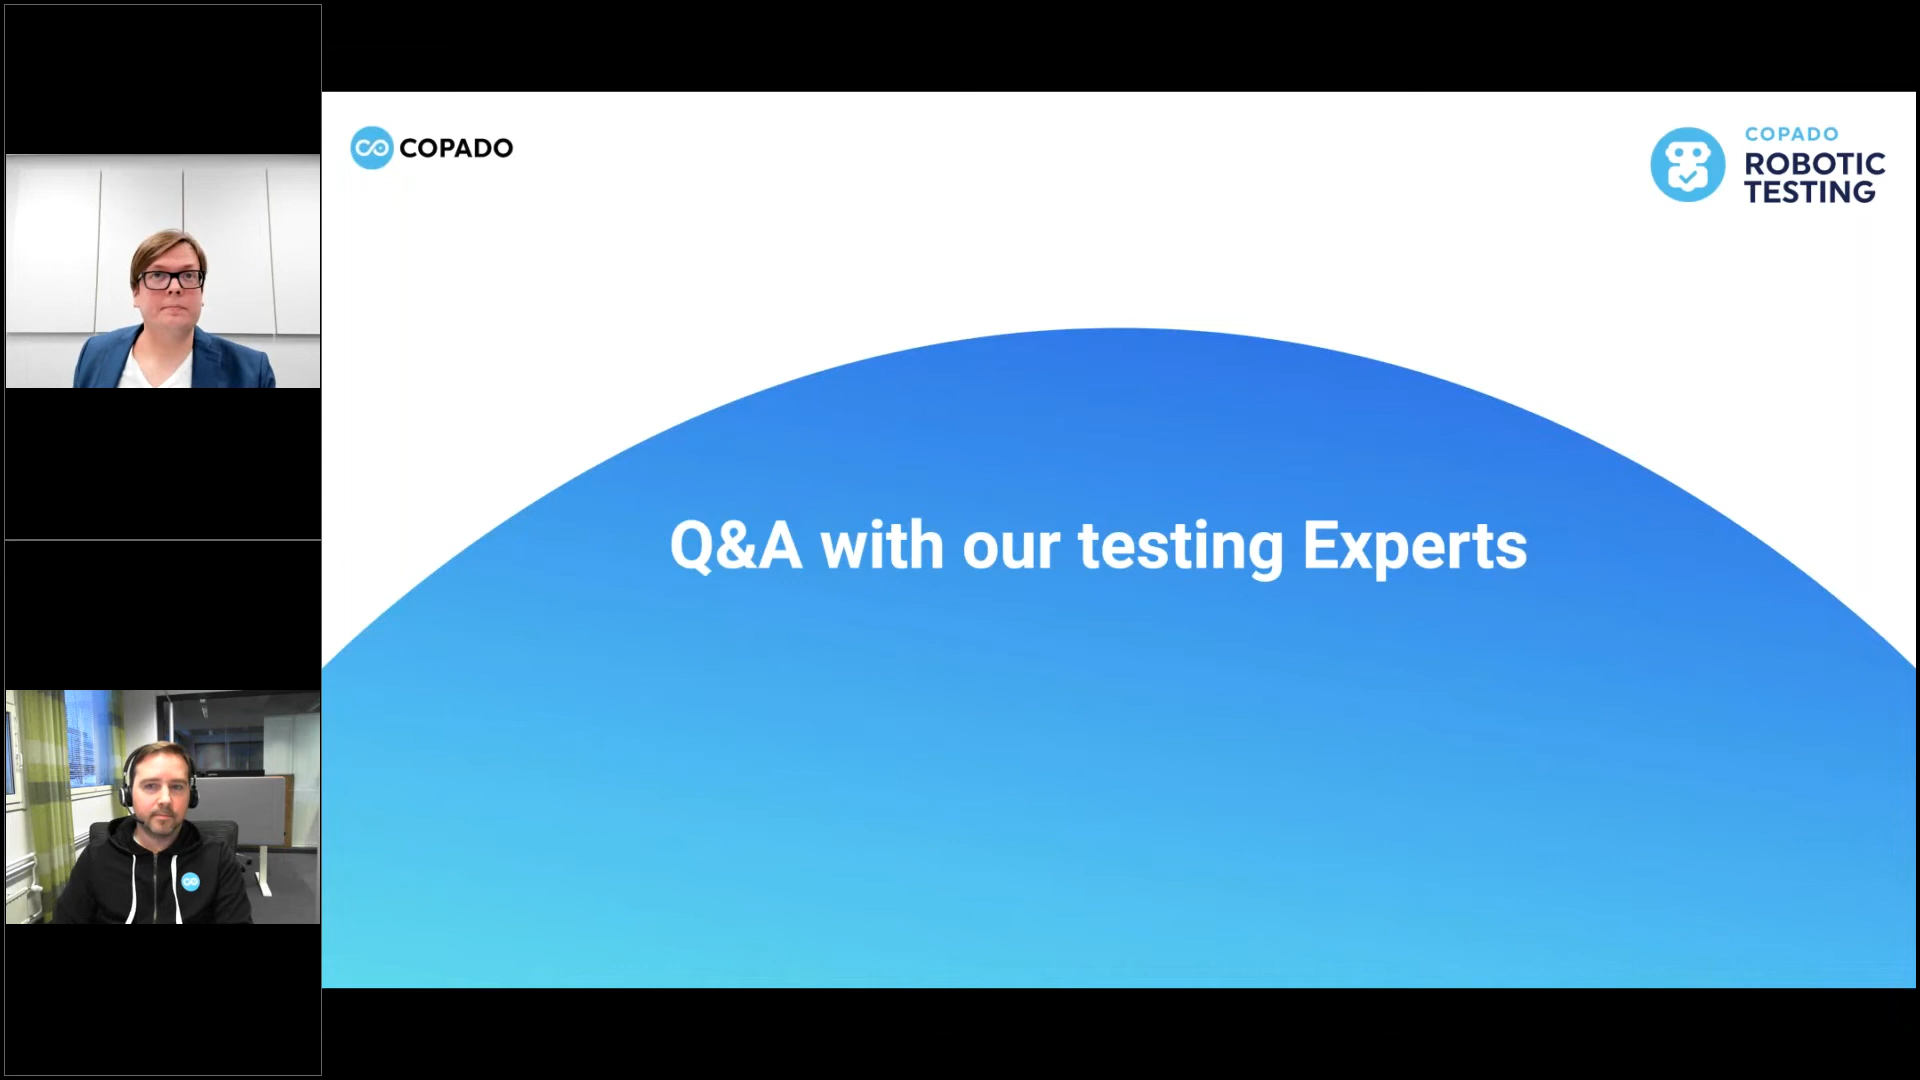 COPADO
COPADO
ROBOTIC
TESTING
Q&A with our testing Experts